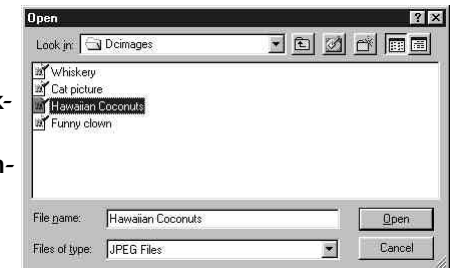 Open
Look in: Dcimages
Whiskery
Cat picture
k-
Hawaiian Coconuts
Funny clown
n-
File name: Hawaiian Coconuts Open
Files of type: JPEG Files Cancel